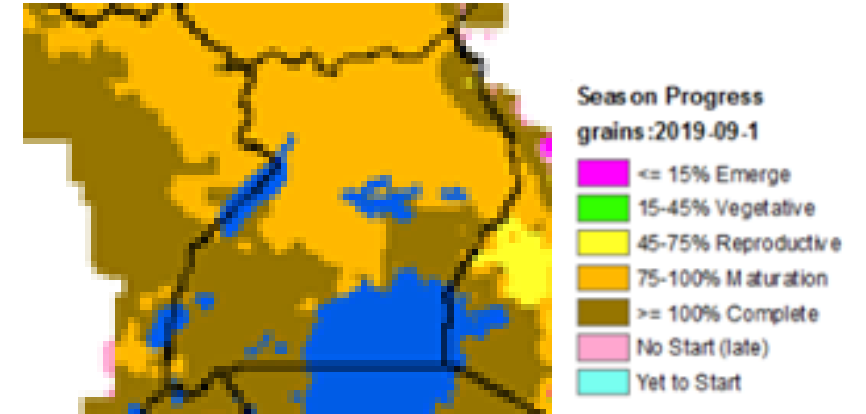 Season Progress
grains:2019-09-1
<= 15% Emerge
15-45% Vegetative
45-75% Reproductive
75-100% Maturation
>= 100% Complete
No Start (late)
Yet to Start